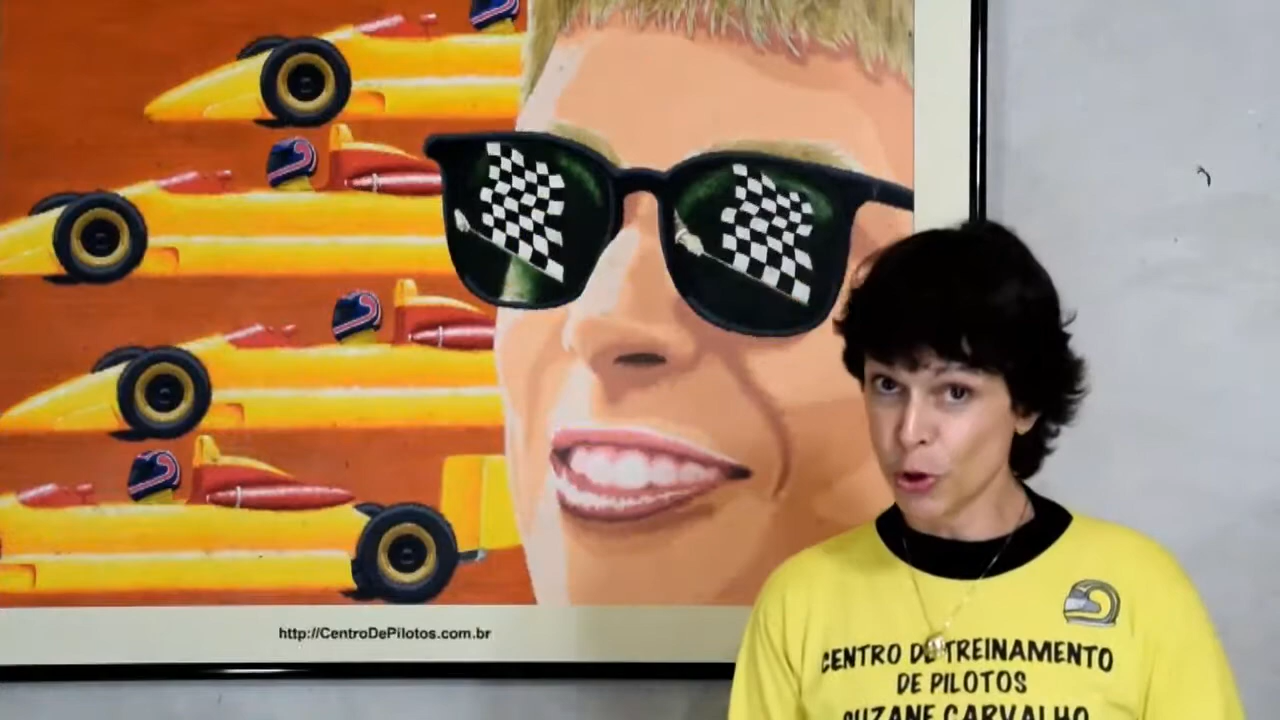 http://CentroDePilotos.com.br
CENTRO DE TREINAMENTO
DE PILOTOS
SUZANE CARVALHO